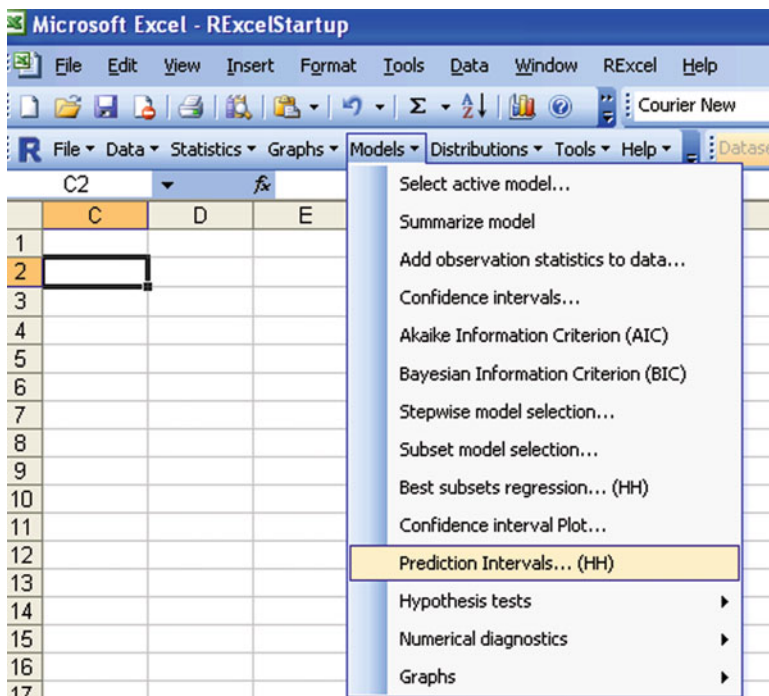 Microsoft Excel - RExcelStartup
File Edit View Insert Format Tools Data Window RExcel Help
Σ Courier New
R File Data Statistics Graphs Models Distributions Tools Help
C2 fx
C D E
1
2
3
4
5
6
7
8
9
10
11
12
13
14
15
16
17
Select active model...
Summarize model
Add observation statistics to data...
Confidence intervals...
Akaike Information Criterion (AIC)
Bayesian Information Criterion (BIC)
Stepwise model selection...
Subset model selection...
Best subsets regression... (HH)
Confidence interval Plot...
Prediction Intervals... (HH)
Hypothesis tests
Numerical diagnostics
Graphs